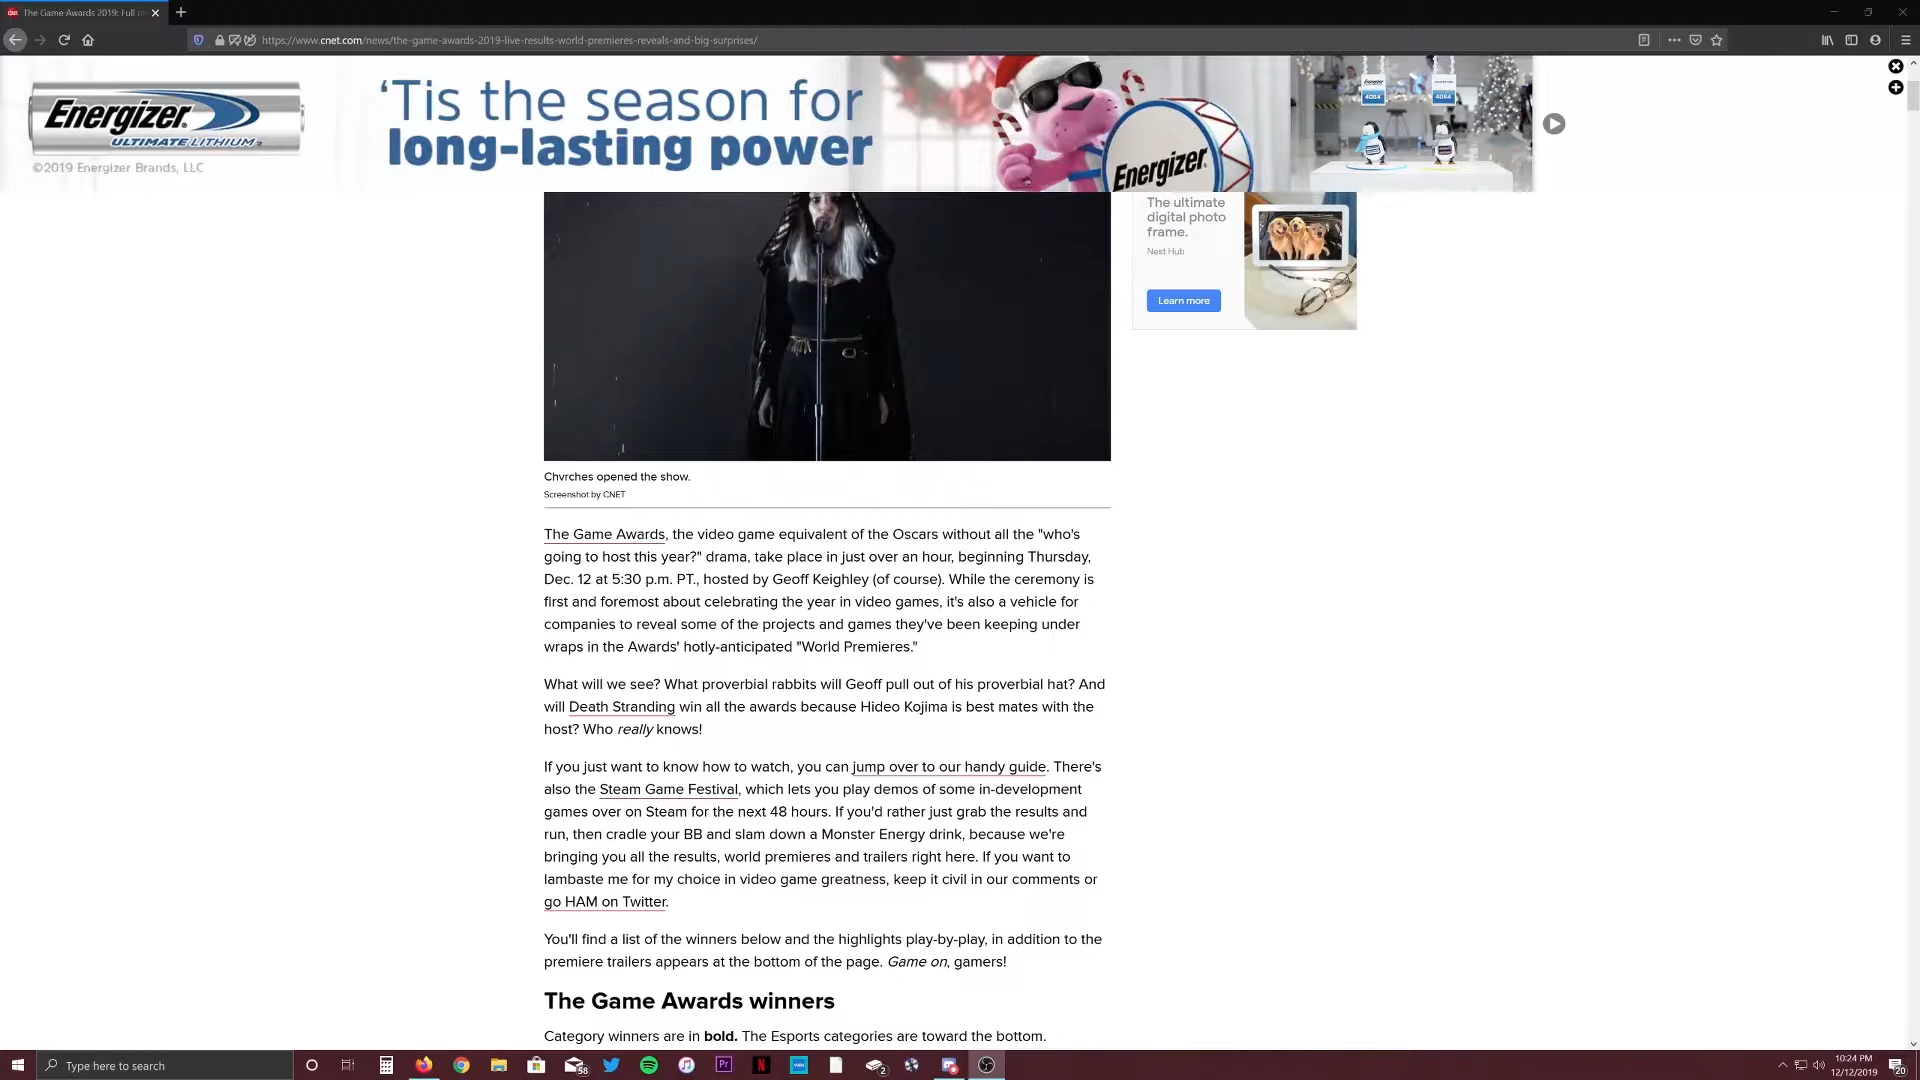 The Game Awards 2019: Full re
https://www.cnet.com/news/the-game-awards-2019-live-results-world-premieres-reveals-and-big-surprises/
Energizer.
ULTIMATE LITHIUM
©2019 Energizer Brands, LLC
'Tis the season for
long-lasting power
Energizer.
4084
4084
The ultimate
digital photo
frame.
Nest Hub
Learn more
Chvrches opened the show.
Screenshot by CNET
The Game Awards, the video game equivalent of the Oscars without all the "who's
going to host this year?" drama, take place in just over an hour, beginning Thursday,
Dec. 12 at 5:30 p.m. PT., hosted by Geoff Keighley (of course). While the ceremony is
first and foremost about celebrating the year in video games, it's also a vehicle for
companies to reveal some of the projects and games they've been keeping under
wraps in the Awards' hotly-anticipated "World Premieres."
What will we see? What proverbial rabbits will Geoff pull out of his proverbial hat? And
will Death Stranding win all the awards because Hideo Kojima is best mates with the
host? Who really knows!
If you just want to know how to watch, you can jump over to our handy guide. There's
also the Steam Game Festival, which lets you play demos of some in-development
games over on Steam for the next 48 hours. If you'd rather just grab the results and
run, then cradle your BB and slam down a Monster Energy drink, because we're
bringing you all the results, world premieres and trailers right here. If you want to
lambaste me for my choice in video game greatness, keep it civil in our comments or
go HAM on Twitter.
You'll find a list of the winners below and the highlights play-by-play, in addition to the
premiere trailers appears at the bottom of the page. Game on, gamers!
The Game Awards winners
Category winners are in bold. The Esports categories are toward the bottom.
Type here to search
58
Pr
N
2
10:24 PM
12/12/2019
20